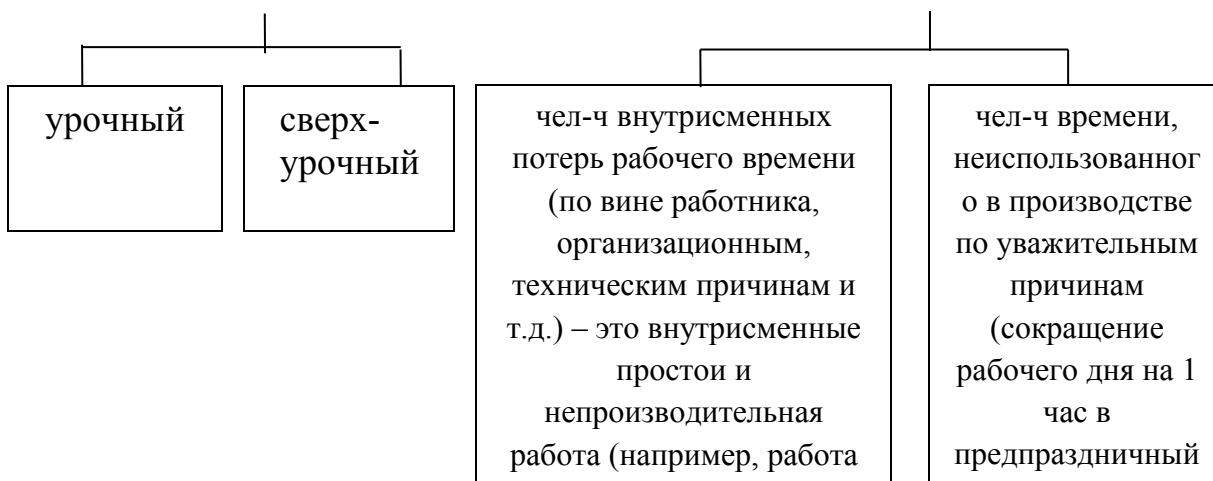 урочный
сверх-
урочный
чел-ч внутрисменных
потерь рабочего времени
(по вине работника,
организационным,
техническим причинам и
т.д.) – это внутрисменные
простои и
непроизводительная
работа (например, работа
чел-ч времени,
неиспользованног
о в производстве
по уважительным
причинам
(сокращение
рабочего дня на 1
час в
предпраздничный